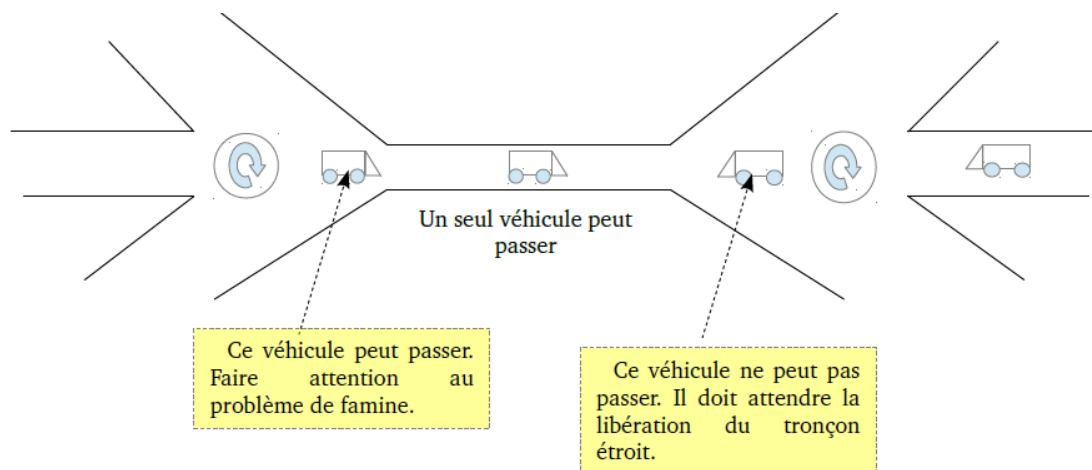 Un seul véhicule peut
passer
Ce véhicule peut passer.
Faire attention au
problème de famine.
Ce véhicule ne peut pas
passer. Il doit attendre la
libération du tronçon
étroit.